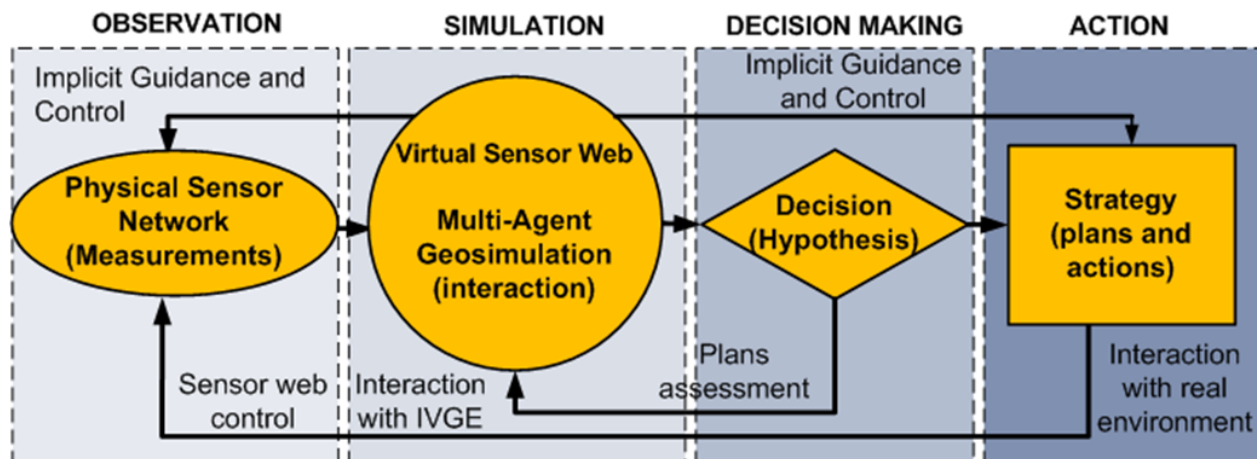 OBSERVATION
SIMULATION
DECISION MAKING
ACTION
Implicit Guidance and
Control
Implicit Guidance
and Control
Physical Sensor
Network
(Measurements)
Virtual Sensor Web
Multi-Agent
Geosimulation
(interaction)
Decision
(Hypothesis)
Strategy
(plans and
actions)
Sensor web
control
Interaction
with IVGE
Plans
assessment
Interaction
with real
environment